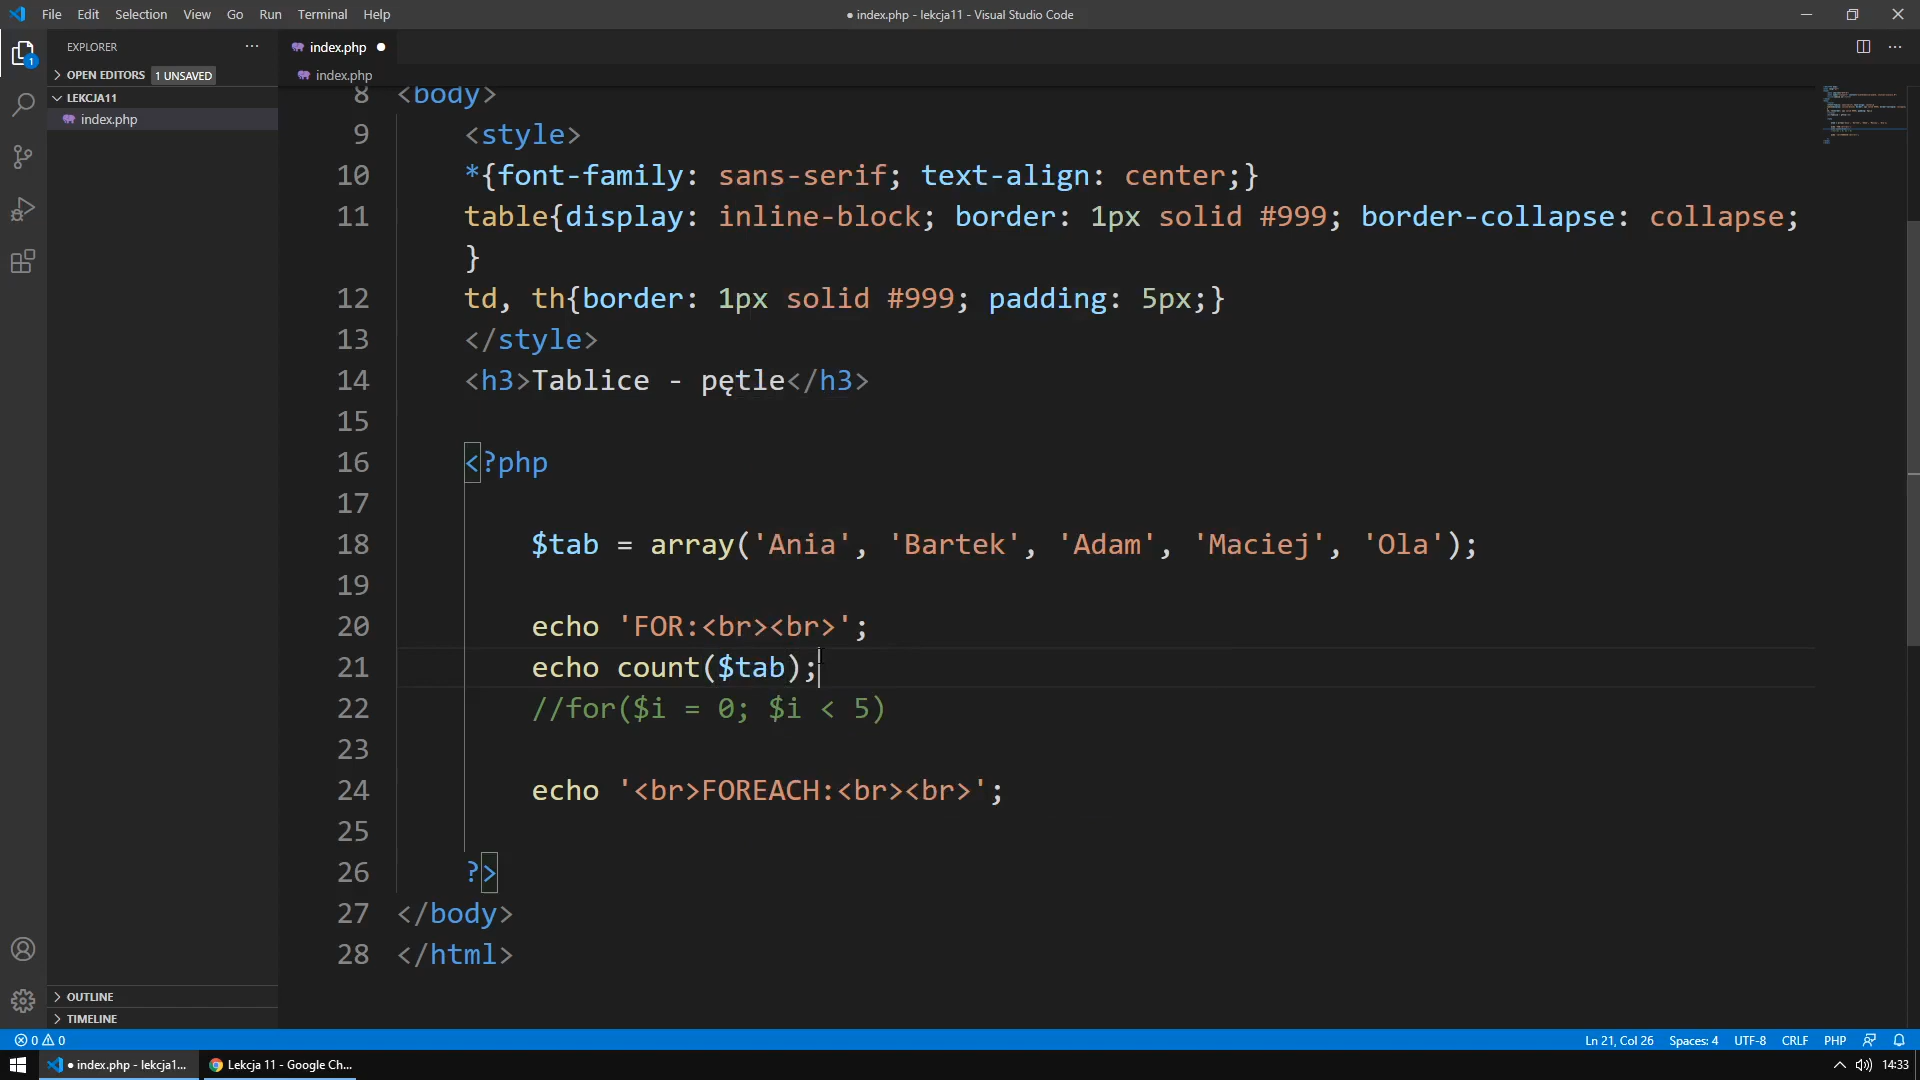 File Edit Selection View Go Run Terminal Help
● index.php - lekcja11 - Visual Studio Code
EXPLORER ···
1
OPEN EDITORS 1 UNSAVED
LEKCJA11
index.php
index.php ●
index.php
8 <body>
9 <style>
10 *{font-family: sans-serif; text-align: center;}
11 table{display: inline-block; border: 1px solid #999; border-collapse: collapse;
}
12 td, th{border: 1px solid #999; padding: 5px;}
13 </style>
14 <h3>Tablice - pętle</h3>
15
16 <?php
17
18 $tab = array('Ania', 'Bartek', 'Adam', 'Maciej', 'Ola');
19
20 echo 'FOR:<br><br>';
21 echo count($tab);
22 //for($i = 0; $i < 5)
23
24 echo '<br>FOREACH:<br><br>';
25
26 ?>
27 </body>
28 </html>
OUTLINE
TIMELINE
0 0
Ln 21, Col 26 Spaces: 4 UTF-8 CRLF PHP
● index.php - lekcja1...
Lekcja 11 - Google Ch...
14:33